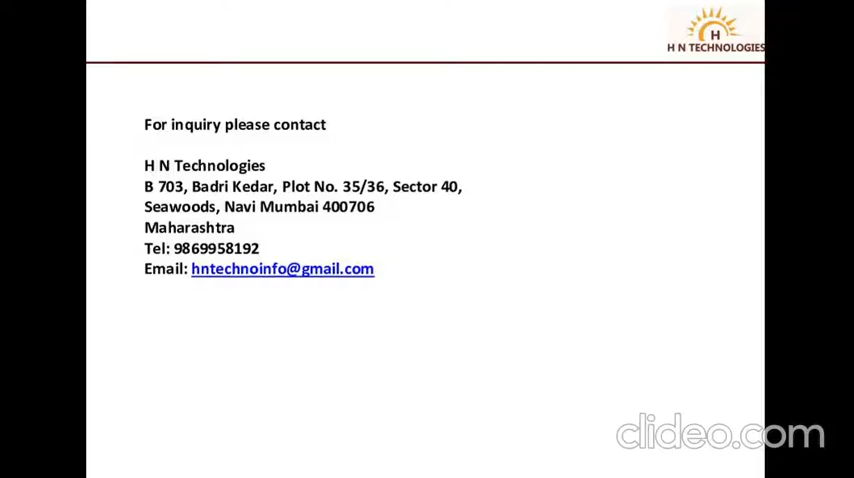 H
H N TECHNOLOGIES
For inquiry please contact
H N Technologies
B 703, Badri Kedar, Plot No. 35/36, Sector 40,
Seawoods, Navi Mumbai 400706
Maharashtra
Tel: 9869958192
Email: hntechnoinfo@gmail.com
clideo.com